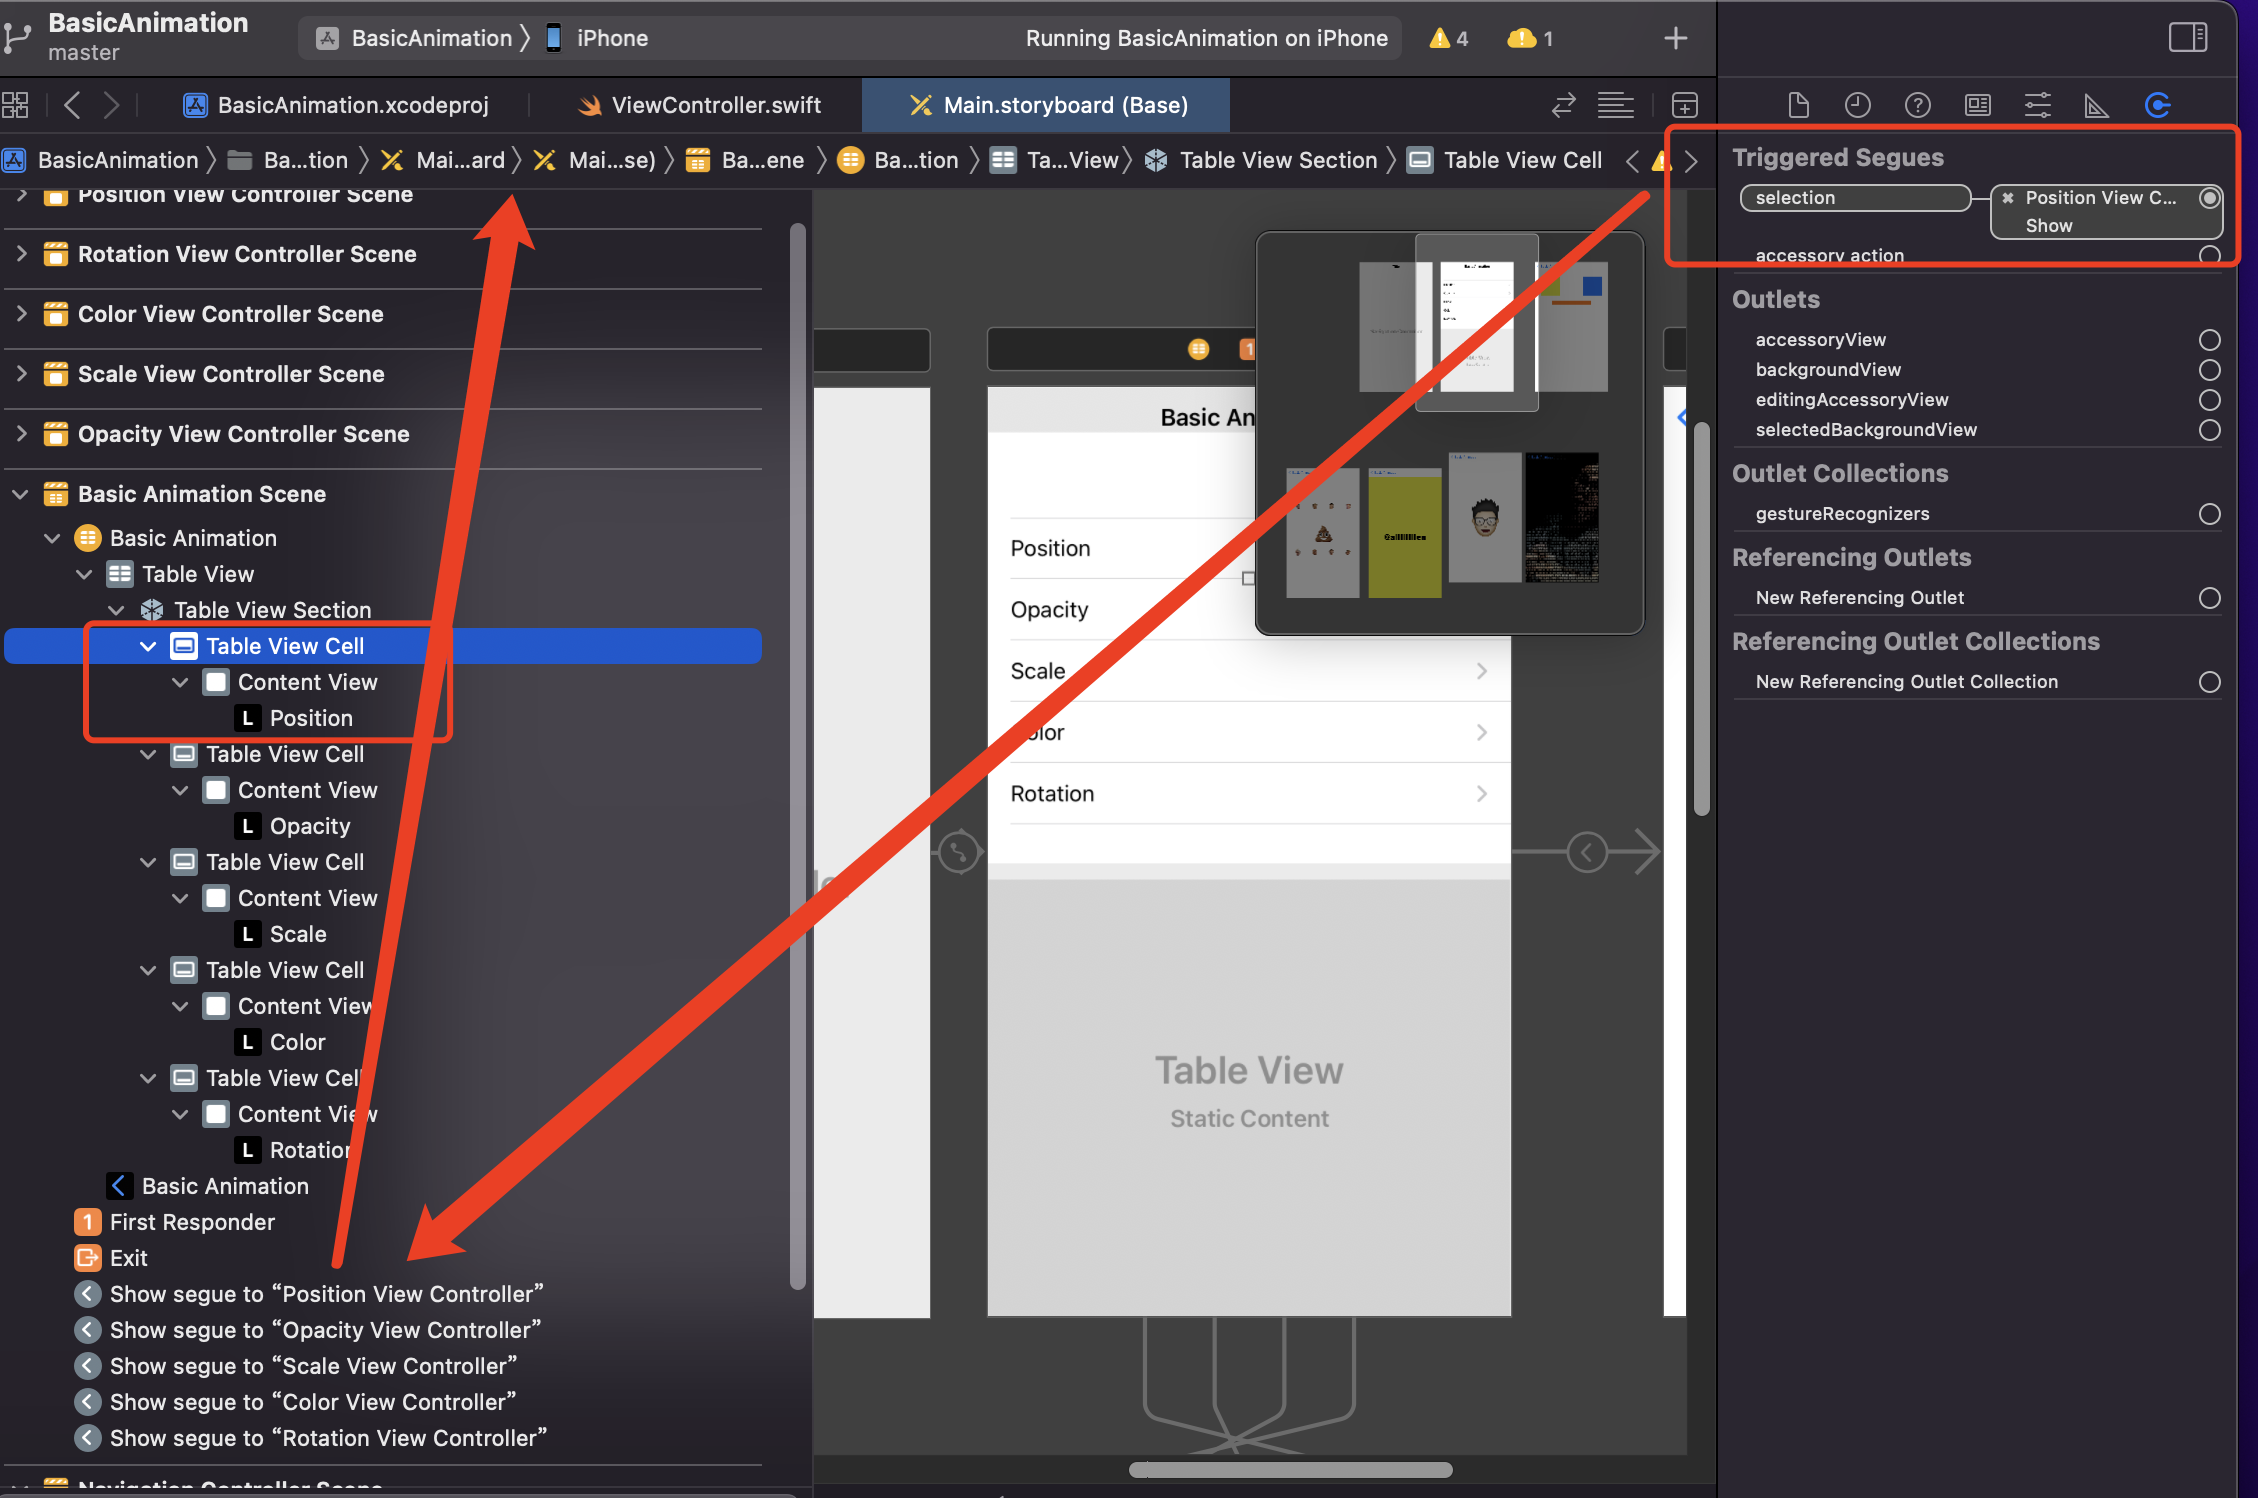 BasicAnimation
master
BasicAnimation
iPhone
Running BasicAnimation on iPhone
4
1
BasicAnimation.xcodeproj
ViewController.swift
Main.storyboard (Base)
BasicAnimation
Ba...tion
Mai...ard
Mai...se)
Ba...ene
Ba...tion
Ta...View
Table View Section
Table View Cell
Position View Controller Scene
Rotation View Controller Scene
Color View Controller Scene
Scale View Controller Scene
Opacity View Controller Scene
Basic Animation Scene
Basic Animation
Table View
Table View Section
Table View Cell
Content View
L Position
Table View Cell
Content View
L Opacity
Table View Cell
Content View
L Scale
Table View Cell
Content View
L Color
Table View Cell
Content View
L Rotation
Basic Animation
1 First Responder
Exit
Show segue to “Position View Controller”
Show segue to “Opacity View Controller”
Show segue to “Scale View Controller”
Show segue to “Color View Controller”
Show segue to “Rotation View Controller”
Navigation Controller Scene
1
Basic An
Position
Opacity
Scale
Color
Rotation
Table View
Static Content
Triggered Segues
selection
Position View C...
Show
accessory action
Outlets
accessoryView
backgroundView
editingAccessoryView
selectedBackgroundView
Outlet Collections
gestureRecognizers
Referencing Outlets
New Referencing Outlet
Referencing Outlet Collections
New Referencing Outlet Collection